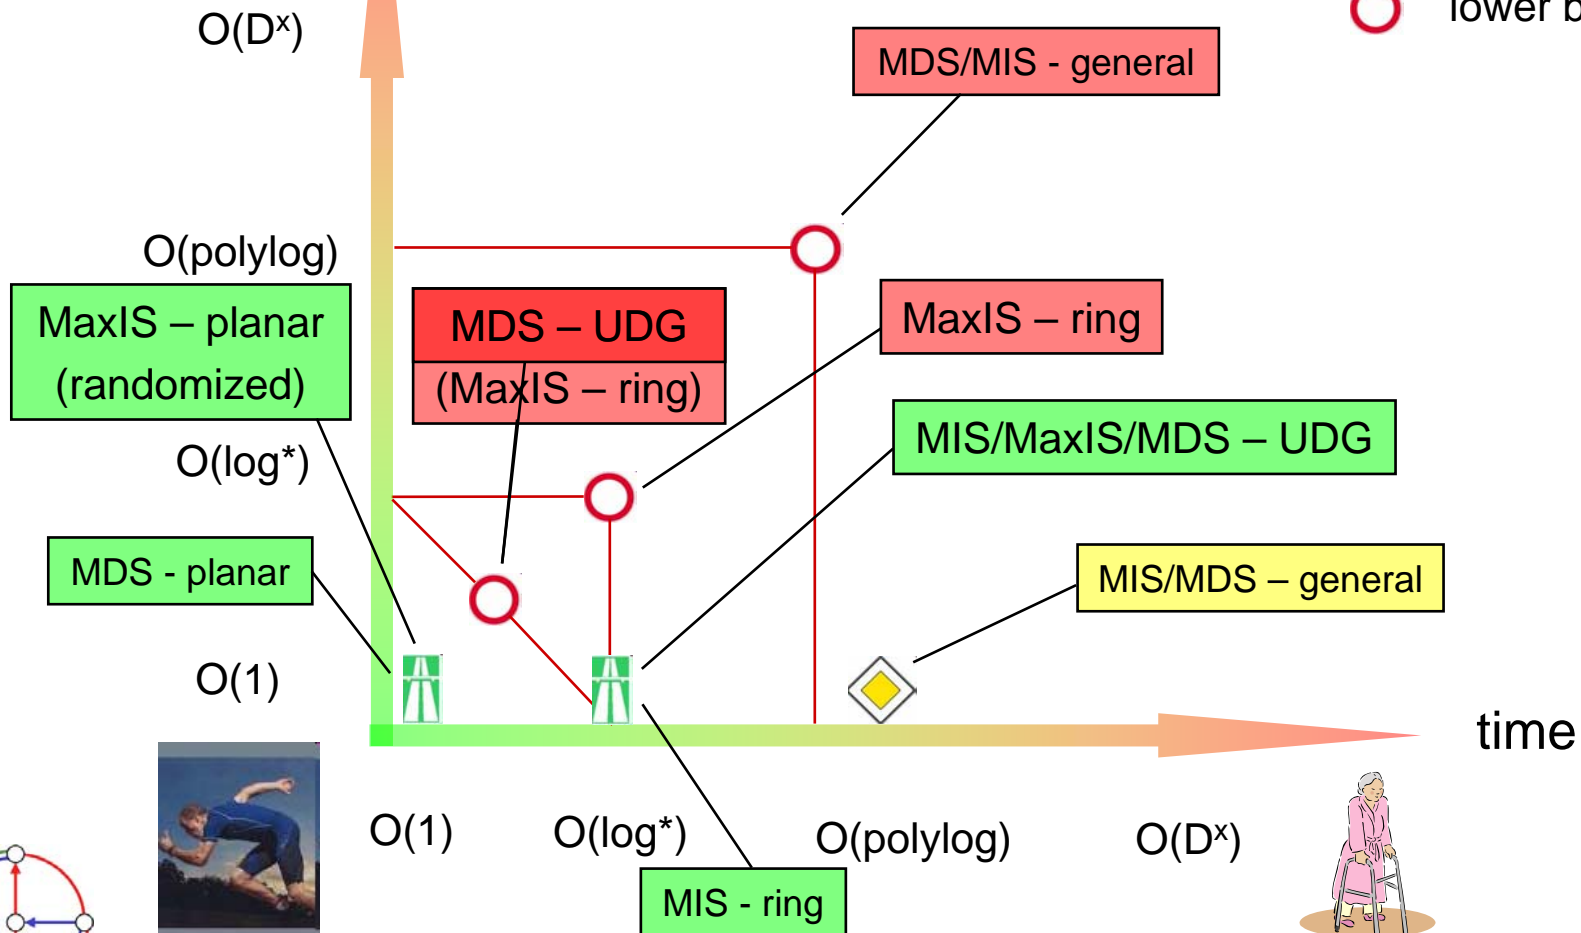 O(Dˣ)
lower b
MDS/MIS - general
O(polylog)
MaxIS – planar
(randomized)
MDS – UDG
(MaxIS – ring)
MaxIS – ring
MIS/MaxIS/MDS – UDG
O(log*)
MDS - planar
MIS/MDS – general
O(1)
time
O(1)
O(log*)
O(polylog)
O(Dˣ)
MIS - ring